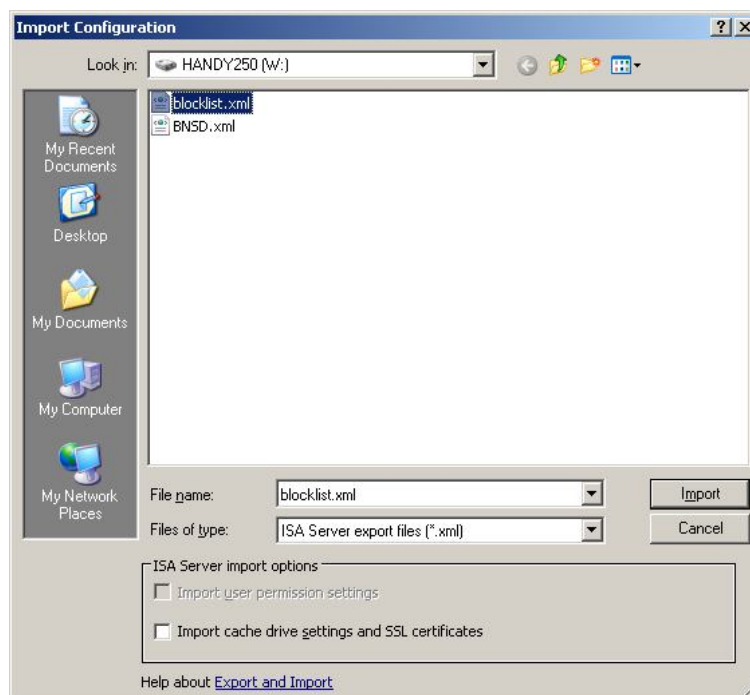 Import Configuration
Look in: HANDY250 (W:)
blocklist.xml
BNSD.xml
My Recent
Documents
Desktop
My Documents
My Computer
My Network
Places
File name: blocklist.xml Import
Files of type: ISA Server export files (*.xml) Cancel
ISA Server import options
Import user permission settings
Import cache drive settings and SSL certificates
Help about Export and Import